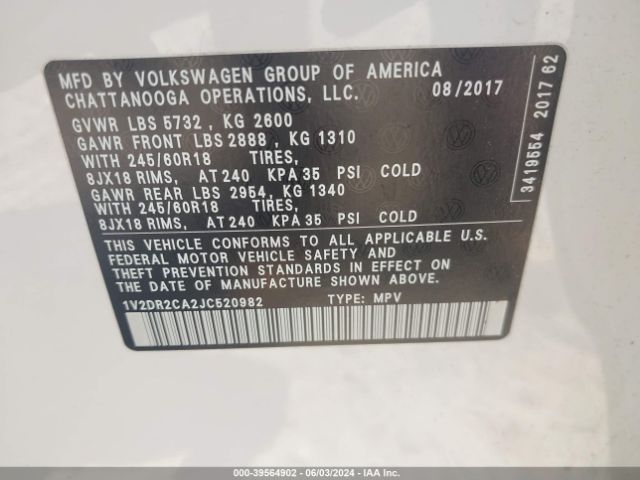 MFD BY VOLKSWAGEN GROUP OF AMERICA
CHATTANOOGA OPERATIONS, LLC. 08/2017
GVWR LBS 5732 , KG 2600
GAWR FRONT LBS 2888 , KG 1310
WITH 245/60R18 TIRES,
8JX18 RIMS, AT 240 KPA 35 PSI COLD
GAWR REAR LBS 2954 , KG 1340
WITH 245/60R18 TIRES,
8JX18 RIMS, AT 240 KPA 35 PSI COLD
THIS VEHICLE CONFORMS TO ALL APPLICABLE U.S.
FEDERAL MOTOR VEHICLE SAFETY AND
THEFT PREVENTION STANDARDS IN EFFECT ON
THE DATE OF MANUFACTURE SHOWN ABOVE.
1V2DR2CA2JC520982 TYPE: MPV
3419554 2017 62
000-39564902 - 06/03/2024 - IAA Inc.